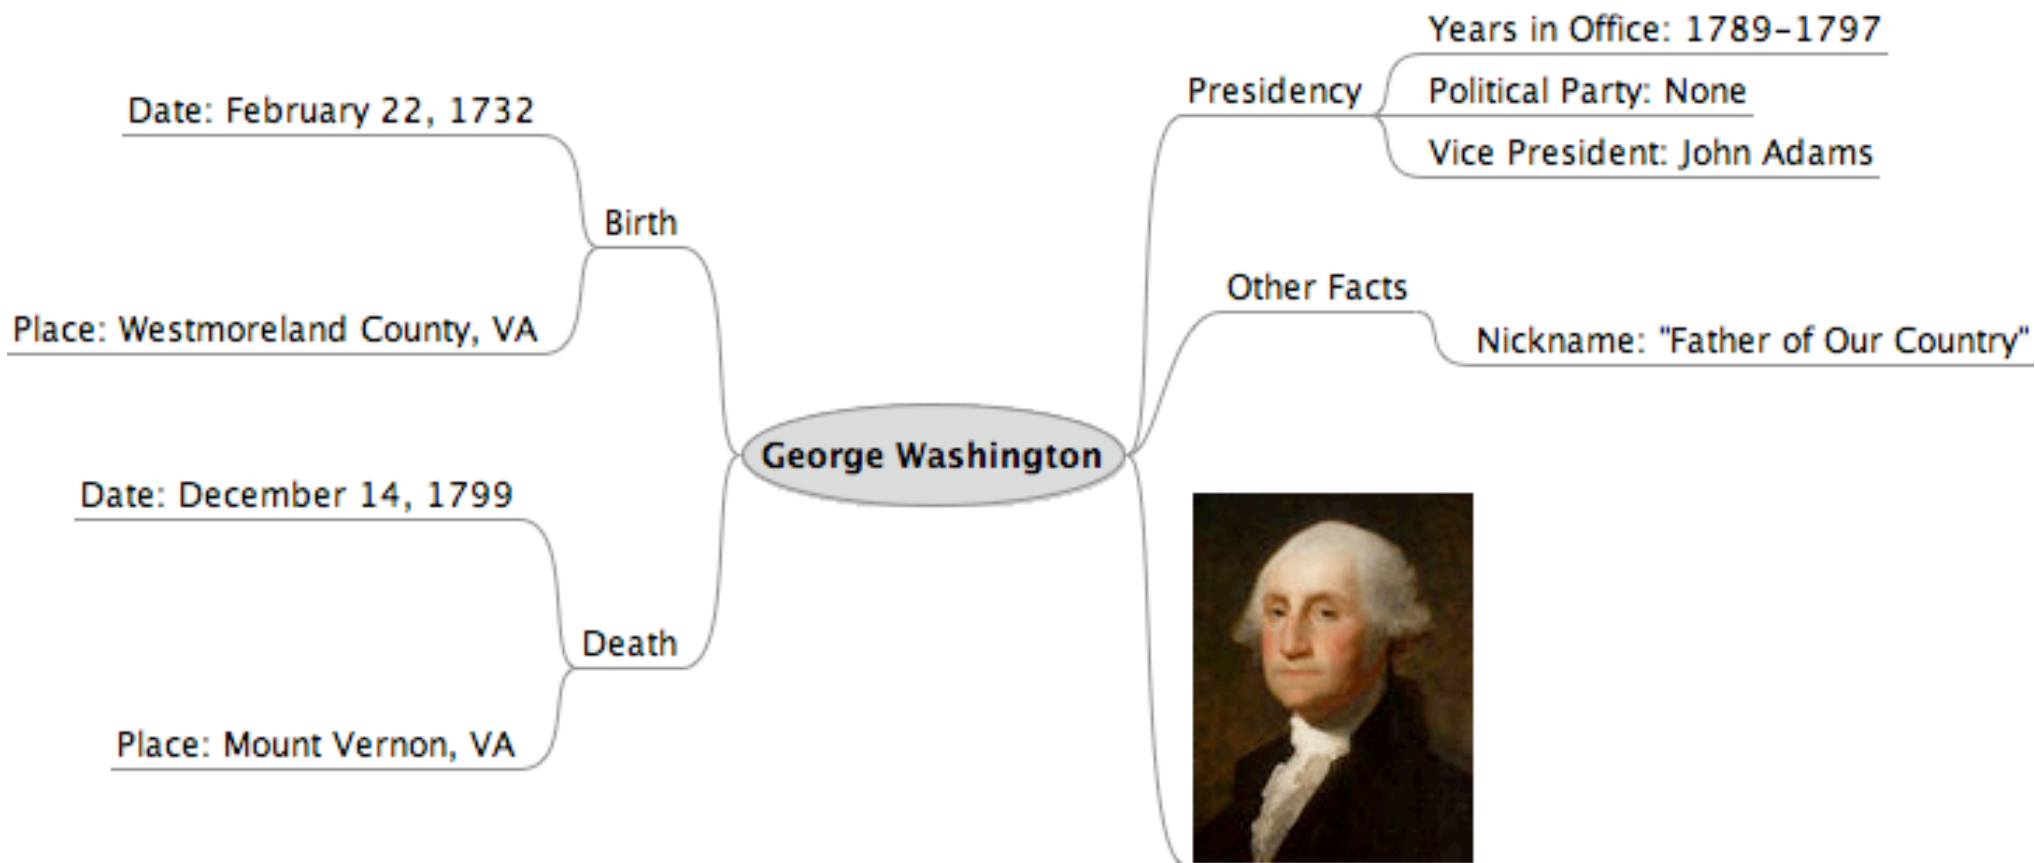 Years in Office: 1789–1797
Presidency
Political Party: None
Vice President: John Adams
Date: February 22, 1732
Birth
Place: Westmoreland County, VA
Other Facts
Nickname: "Father of Our Country"
George Washington
Date: December 14, 1799
Death
Place: Mount Vernon, VA